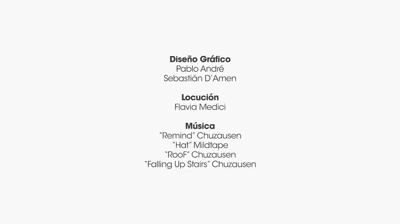 Diseño Gráfico
Pablo André
Sebastián D'Amen
Locución
Flavia Medici
Música
"Remind" Chuzausen
"Hat" Mildtape
"RooF" Chuzausen
"Falling Up Stairs" Chuzausen